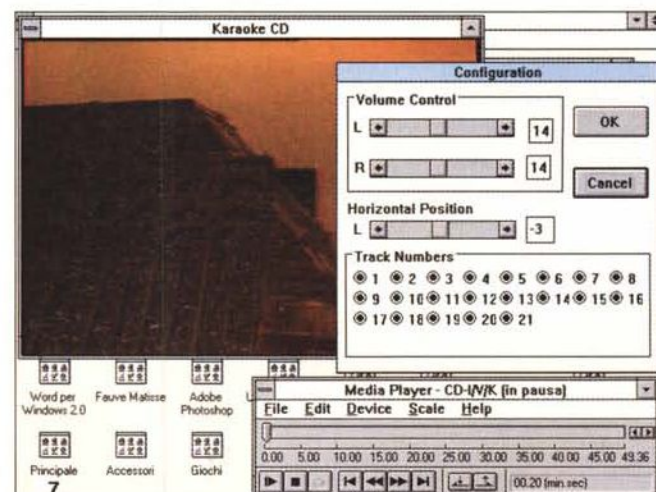 Karaoke CD
Configuration
Volume Control
L 14
R 14
OK
Cancel
Horizontal Position
L -3
Track Numbers
1 2 3 4 5 6 7 8
9 10 11 12 13 14 15 16
17 18 19 20 21
Word per Windows 2.0
Fauve Matisse
Adobe Photoshop
Principale
Accessori
Giochi
7
Media Player - CD-I/V/K (in pausa)
File Edit Device Scale Help
0.00 5.00 10.00 15.00 20.00 25.00 30.00 35.00 40.00 45.00 49.36
00.20 (min.sec)